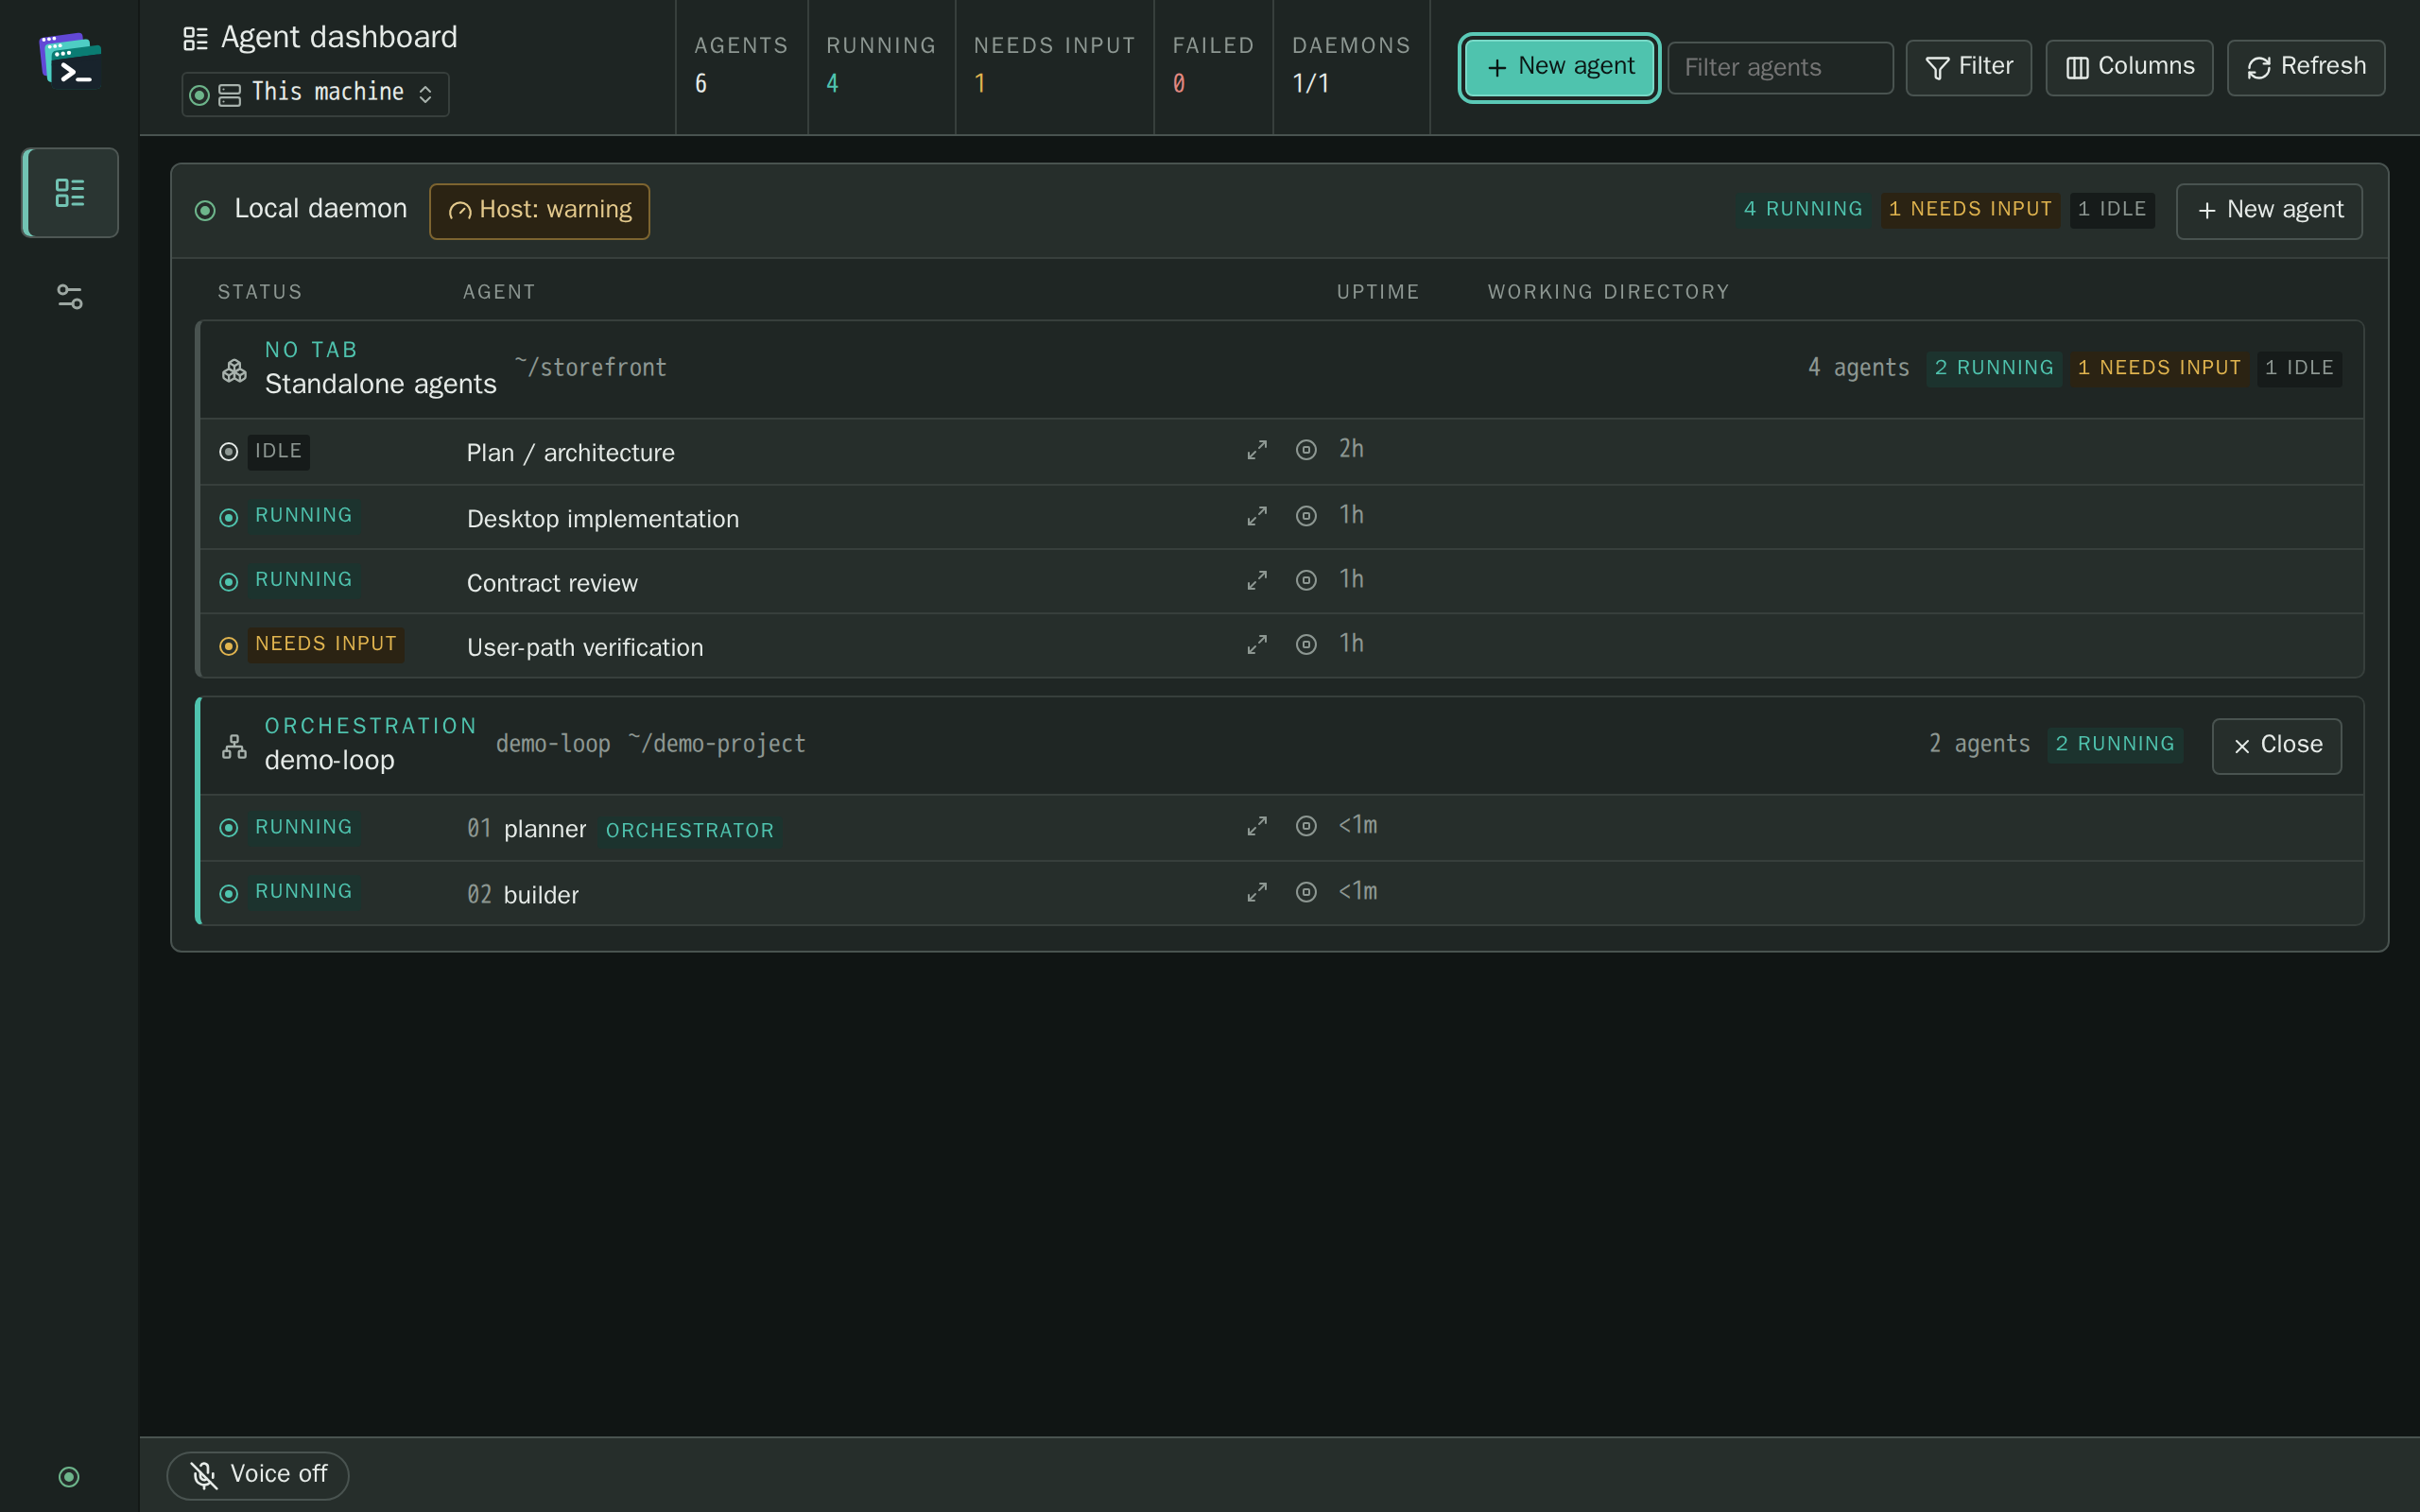 Agent dashboard
This machine
AGENTS
6
RUNNING
4
NEEDS INPUT
1
FAILED
0
DAEMONS
1/1
+ New agent
Filter agents
Filter
Columns
Refresh
Local daemon
Host: warning
4 RUNNING
1 NEEDS INPUT
1 IDLE
+ New agent
STATUS
AGENT
UPTIME
WORKING DIRECTORY
NO TAB
Standalone agents
~/storefront
4 agents
2 RUNNING
1 NEEDS INPUT
1 IDLE
IDLE
Plan / architecture
2h
RUNNING
Desktop implementation
1h
RUNNING
Contract review
1h
NEEDS INPUT
User-path verification
1h
ORCHESTRATION
demo-loop
demo-loop ~/demo-project
2 agents
2 RUNNING
× Close
RUNNING
01 planner ORCHESTRATOR
<1m
RUNNING
02 builder
<1m
Voice off